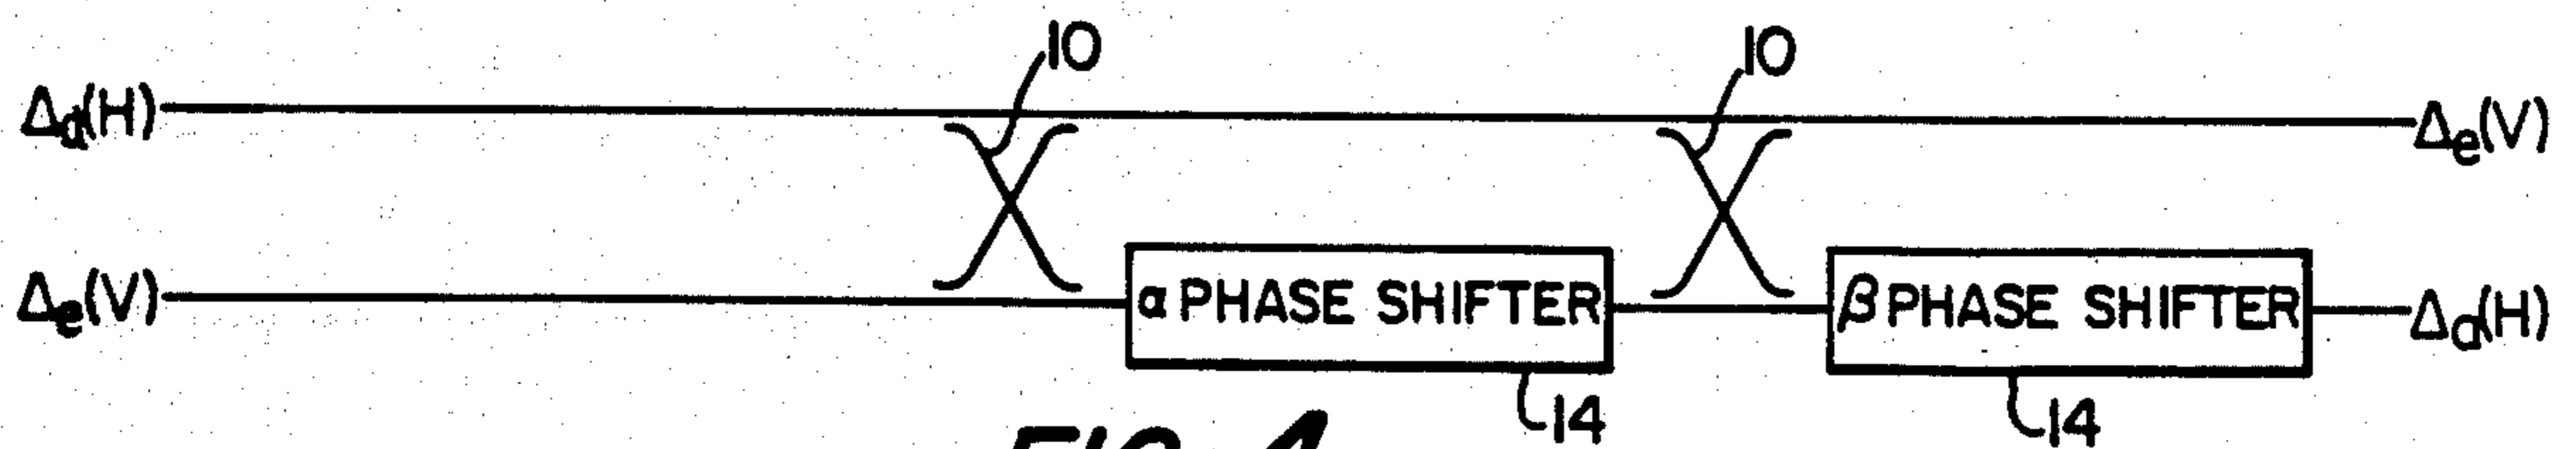 10
10
Δd(H)
Δe(V)
Δe(V)
α PHASE SHIFTER
β PHASE SHIFTER
Δd(H)
14
14